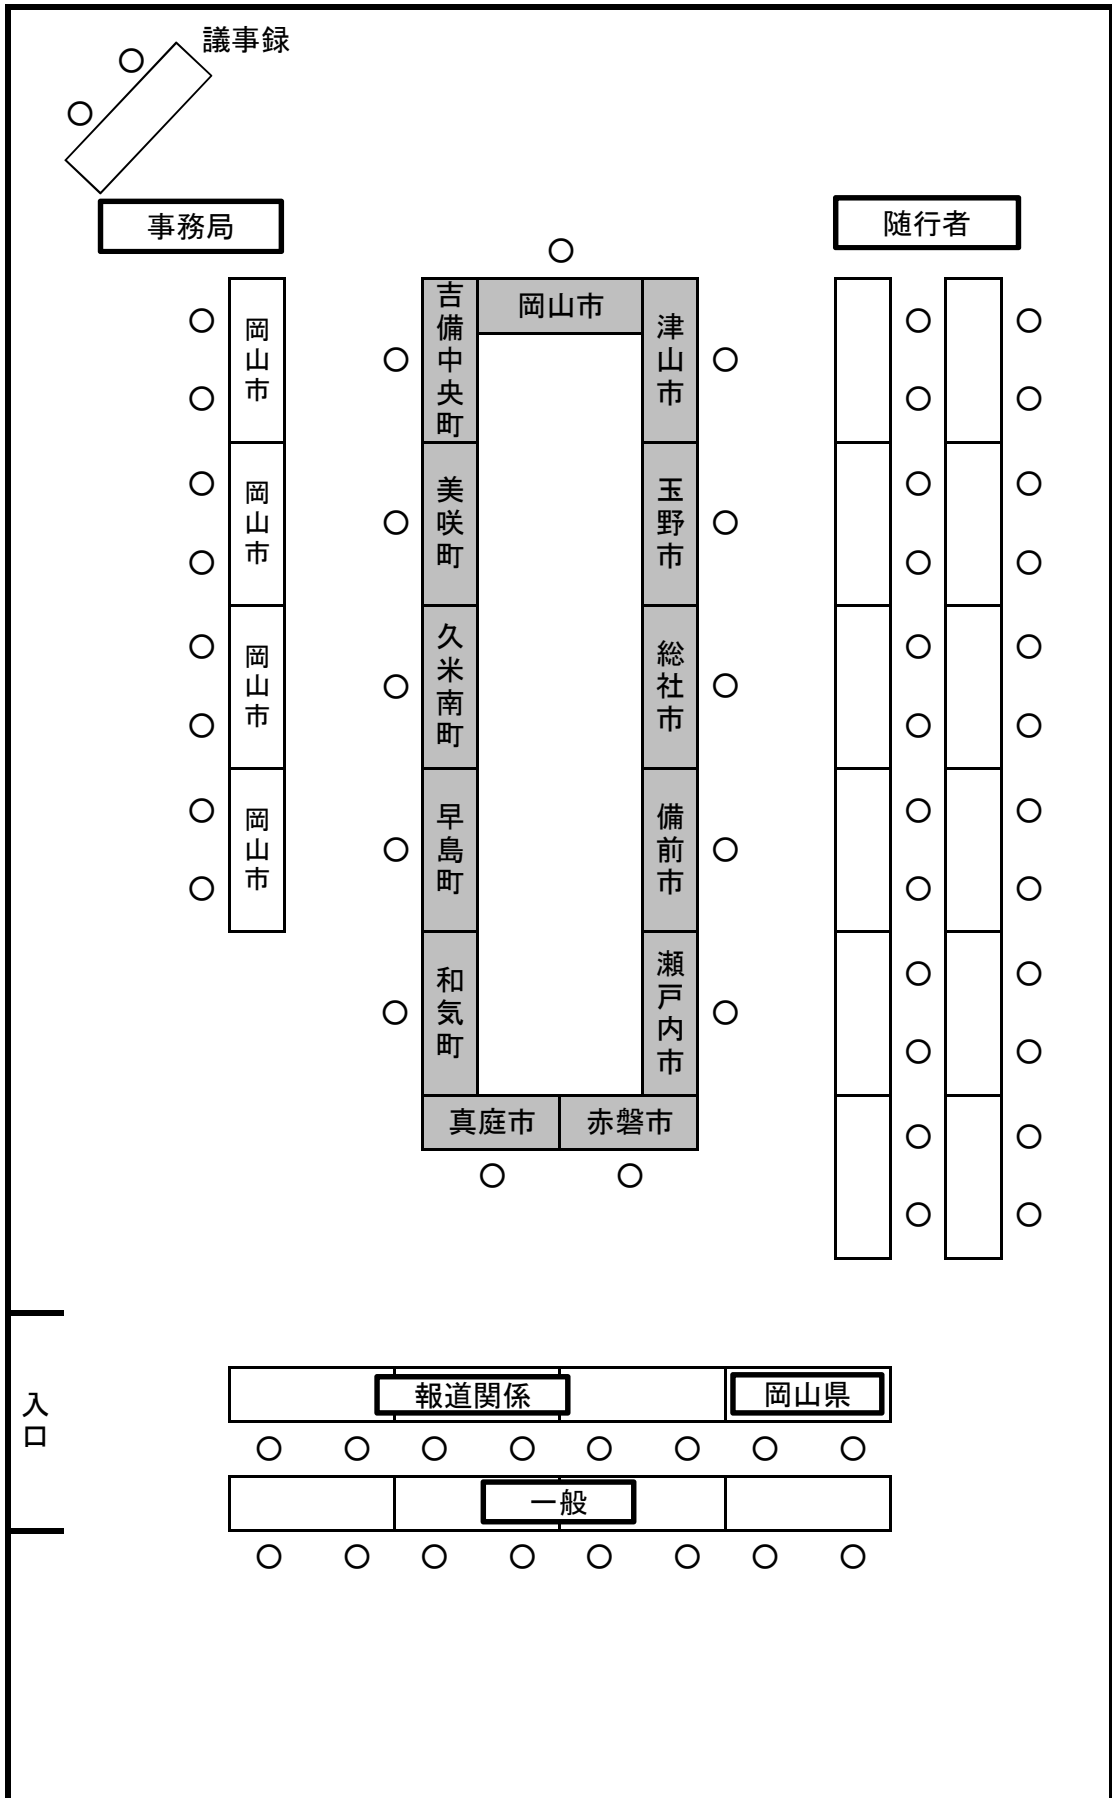 議事録
事務局
随行者
岡山市
岡山市
岡山市
岡山市
岡山市
吉備中央町
美咲町
久米南町
早島町
和気町
津山市
玉野市
総社市
備前市
瀬戸内市
真庭市
赤磐市
入口
報道関係
岡山県
一般